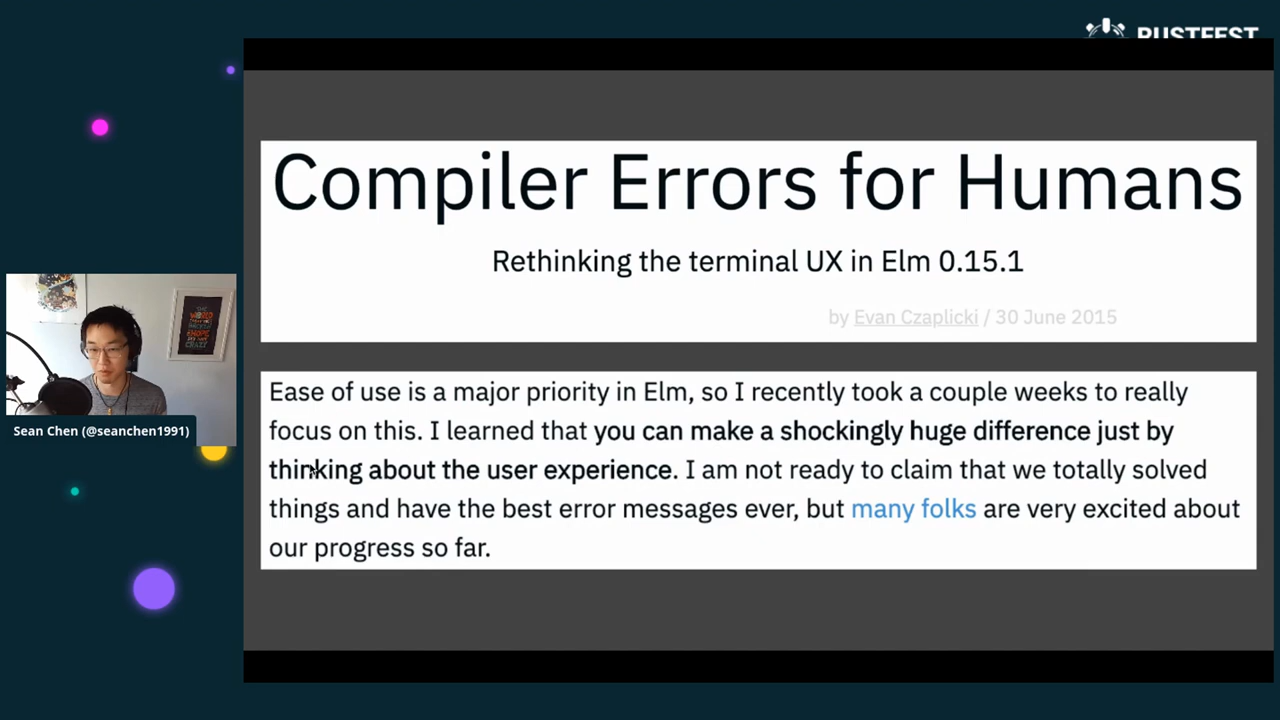 RUSTFEST
Compiler Errors for Humans
Rethinking the terminal UX in Elm 0.15.1
by Evan Czaplicki / 30 June 2015
Ease of use is a major priority in Elm, so I recently took a couple weeks to really
focus on this. I learned that you can make a shockingly huge difference just by
thinking about the user experience. I am not ready to claim that we totally solved
things and have the best error messages ever, but many folks are very excited about
our progress so far.
THE
WORLD
CRAZY
Sean Chen (@seanchen1991)